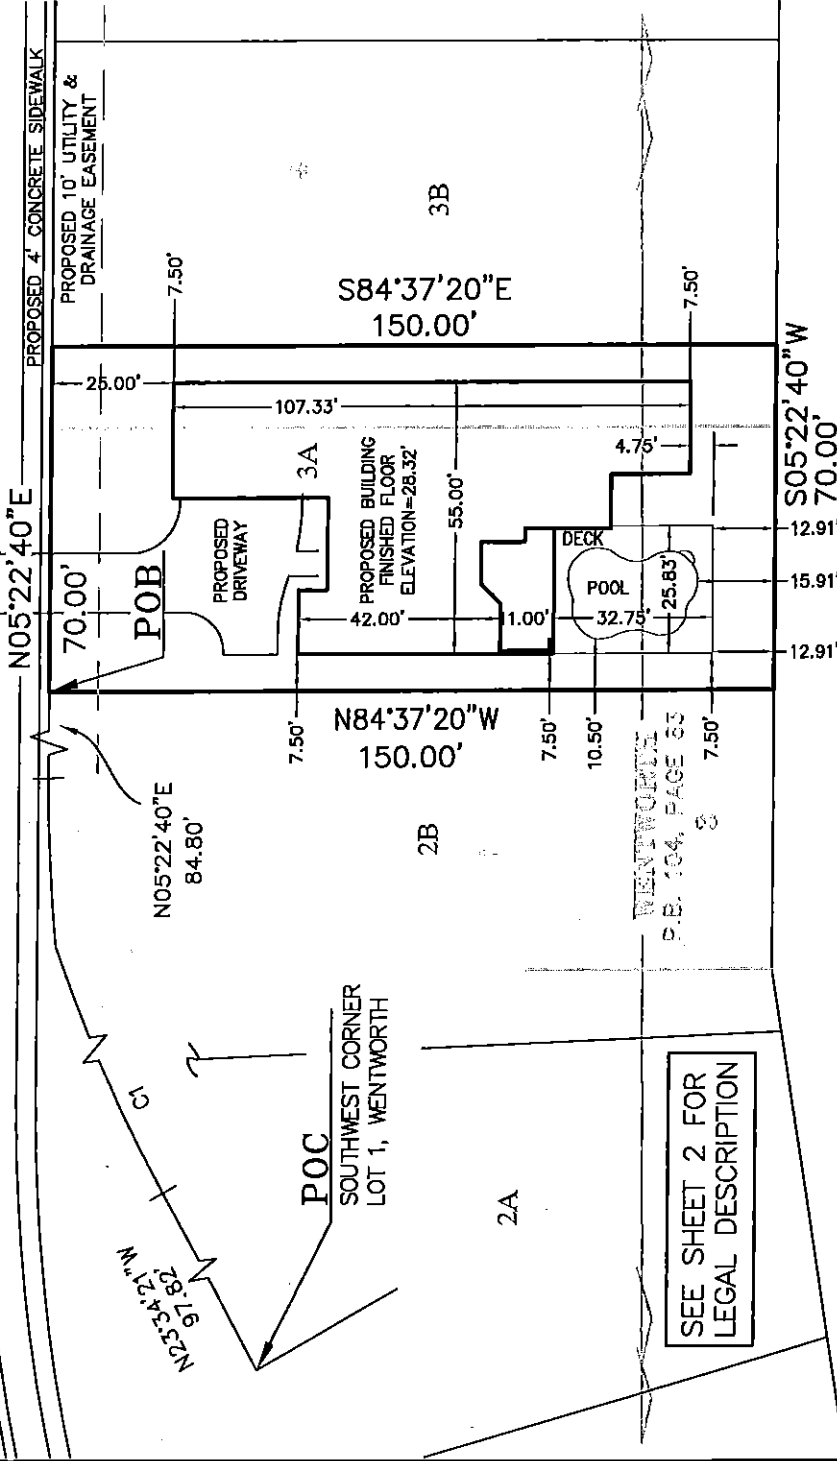 PROPOSED 4' CONCRETE SIDEWALK
PROPOSED 10' UTILITY &
DRAINAGE EASEMENT
3B
S84°37'20"E
150.00'
7.50'
7.50'
25.00'
107.33'
4.75'
N05°22'40"E
70.00'
S05°22'40"W
70.00'
3A
PROPOSED BUILDING
FINISHED FLOOR
ELEVATION=28.32'
55.00'
PROPOSED
DRIVEWAY
POB
DECK
POOL
25.83'
42.00'
11.00'
32.75'
12.91'
15.91'
12.91'
7.50'
7.50'
10.50'
7.50'
N84°37'20"W
150.00'
N05°22'40"E
84.80'
2B
WENTWORTH
P.B. 104, PAGE 63
8
C1
POC
SOUTHWEST CORNER
LOT 1, WENTWORTH
N23°34'21"W
97.82'
2A
SEE SHEET 2 FOR
LEGAL DESCRIPTION